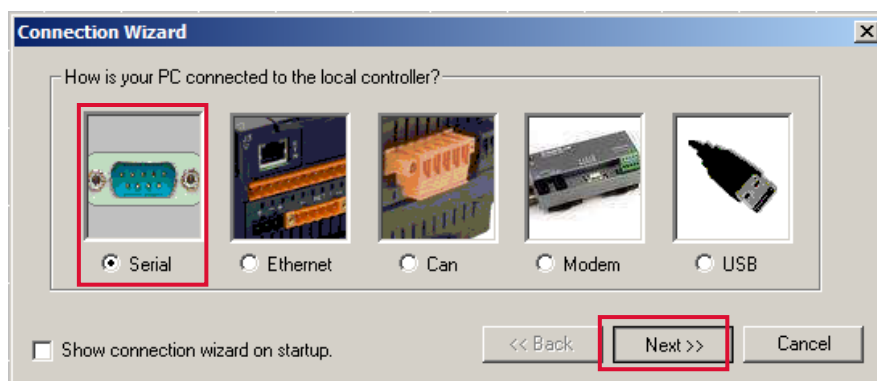 Connection Wizard
How is your PC connected to the local controller?
Serial Ethernet Can Modem USB
Show connection wizard on startup.
<< Back Next >> Cancel